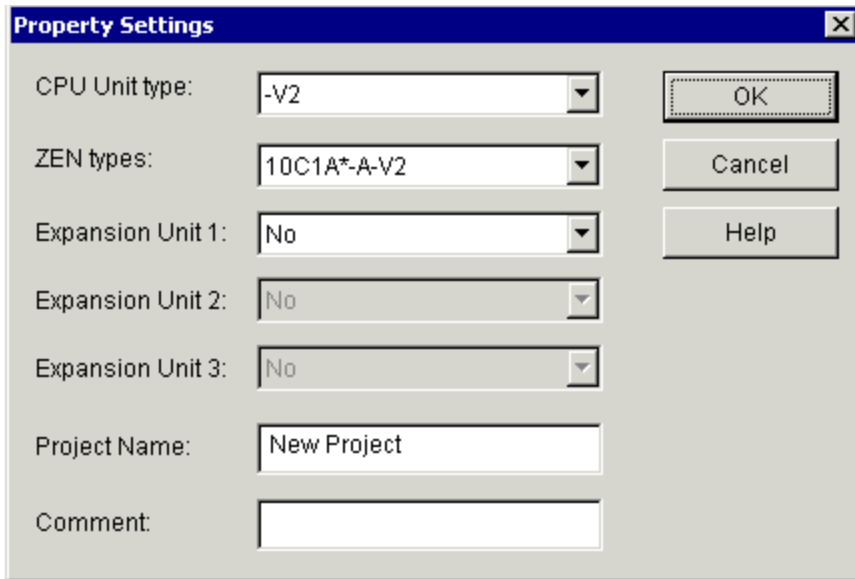 Property Settings
CPU Unit type: -V2 OK
ZEN types: 10C1A*-A-V2 Cancel
Expansion Unit 1: No Help
Expansion Unit 2: No
Expansion Unit 3: No
Project Name: New Project
Comment: